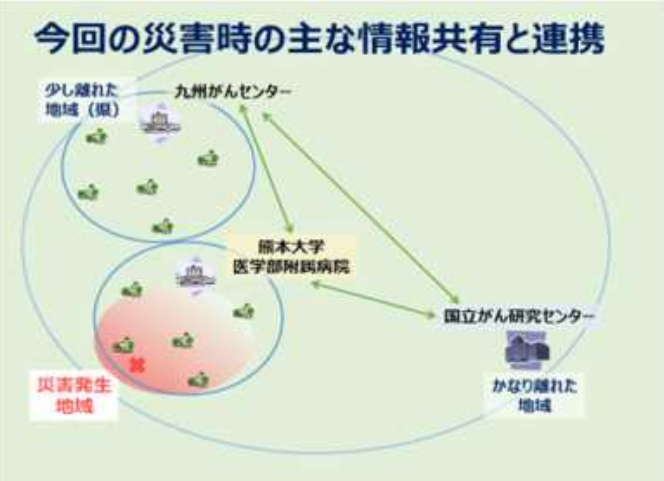 今回の災害時の主な情報共有と連携
少し離れた
地域（県）
九州がんセンター
熊本大学
医学部附属病院
国立がん研究センター
かなり離れた
地域
災害発生
地域